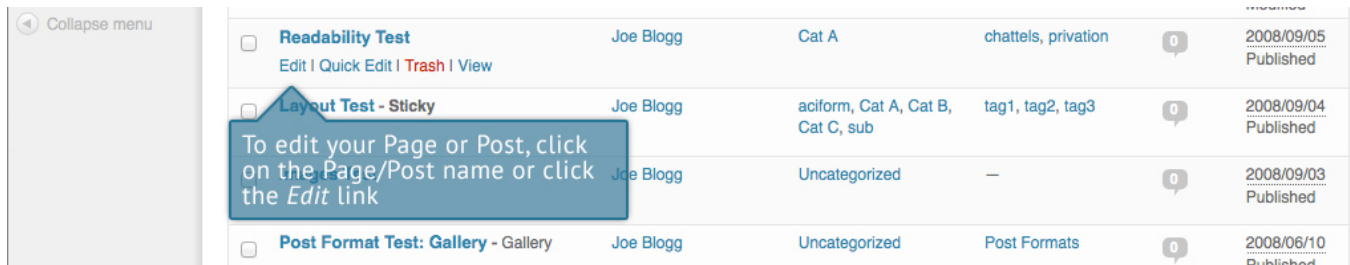 Collapse menu
Modified
Readability Test Joe Blogg Cat A chattels, privation 0 2008/09/05
Edit | Quick Edit | Trash | View Published
Layout Test - Sticky Joe Blogg aciform, Cat A, Cat B, tag1, tag2, tag3 0 2008/09/04
Cat C, sub Published
To edit your Page or Post, click
on the Page/Post name or click
the Edit link
Joe Blogg Uncategorized — 0 2008/09/03
Published
Post Format Test: Gallery - Gallery Joe Blogg Uncategorized Post Formats 0 2008/06/10
Published